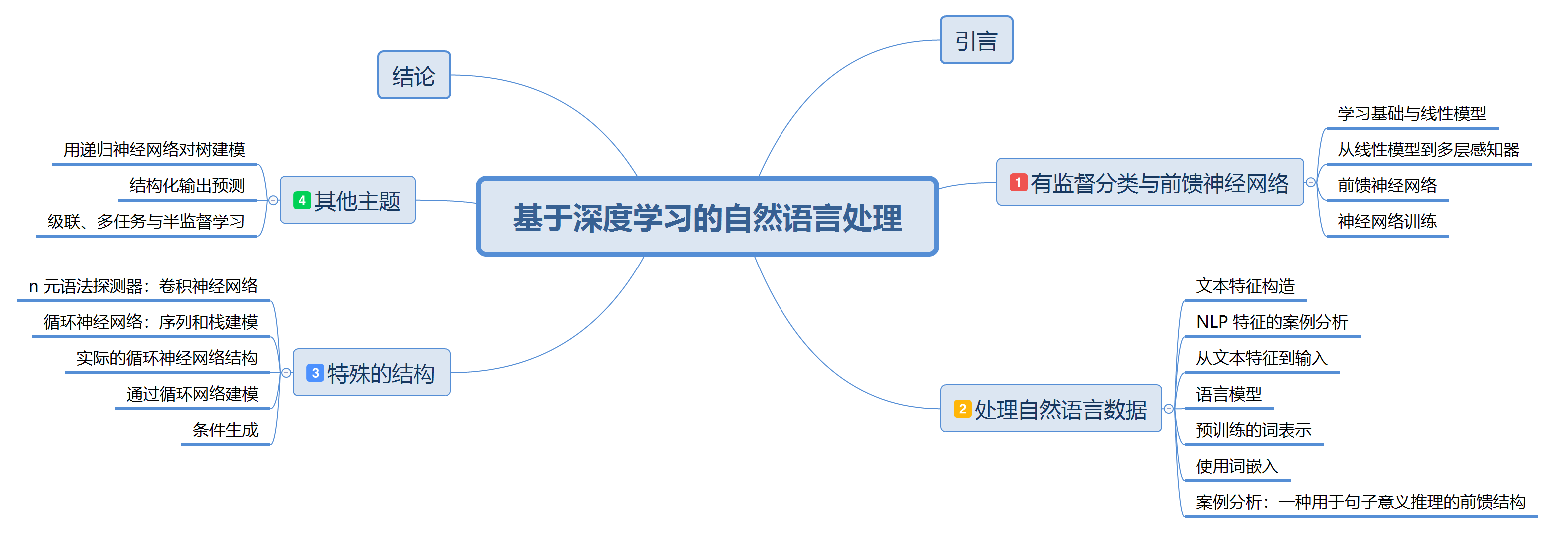 基于深度学习的自然语言处理
引言
1 有监督分类与前馈神经网络
学习基础与线性模型
从线性模型到多层感知器
前馈神经网络
神经网络训练
2 处理自然语言数据
文本特征构造
NLP 特征的案例分析
从文本特征到输入
语言模型
预训练的词表示
使用词嵌入
案例分析：一种用于句子意义推理的前馈结构
3 特殊的结构
n 元语法探测器：卷积神经网络
循环神经网络：序列和栈建模
实际的循环神经网络结构
通过循环网络建模
条件生成
4 其他主题
用递归神经网络对树建模
结构化输出预测
级联、多任务与半监督学习
结论